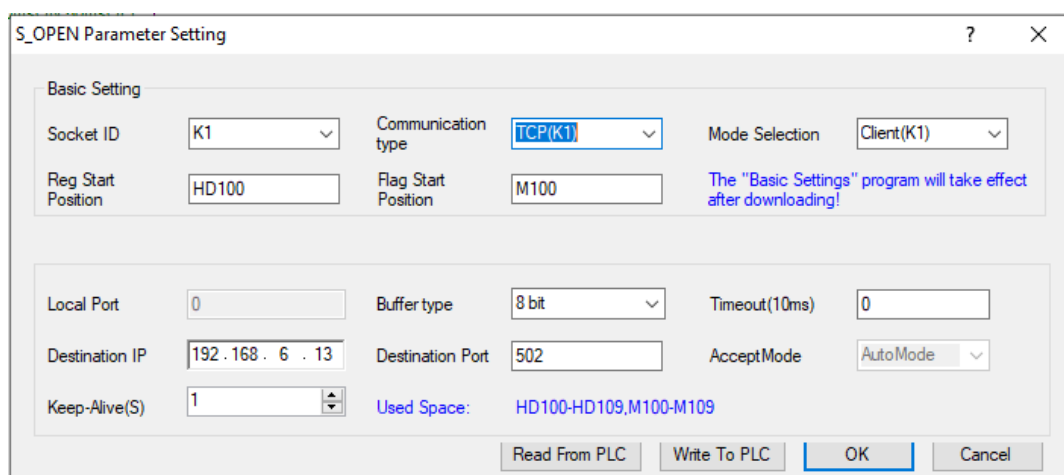 S_OPEN Parameter Setting ? X
Basic Setting
Socket ID K1 Communication type TCP(K1) Mode Selection Client(K1)
Reg Start Position HD100 Flag Start Position M100 The "Basic Settings" program will take effect after downloading!
Local Port 0 Buffer type 8 bit Timeout(10ms) 0
Destination IP 192 . 168 . 6 . 13 Destination Port 502 AcceptMode AutoMode
Keep-Alive(S) 1 Used Space: HD100-HD109,M100-M109
Read From PLC Write To PLC OK Cancel